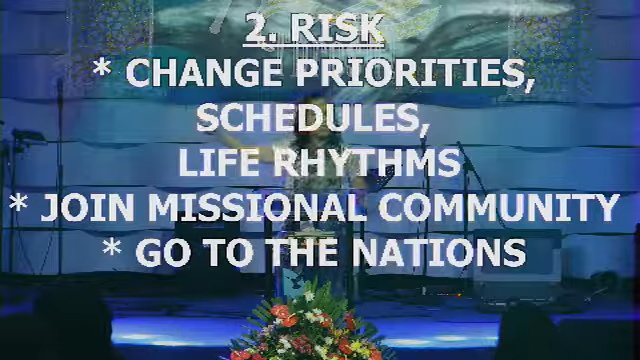 2. RISK
* CHANGE PRIORITIES,
SCHEDULES,
LIFE RHYTHMS
* JOIN MISSIONAL COMMUNITY
* GO TO THE NATIONS